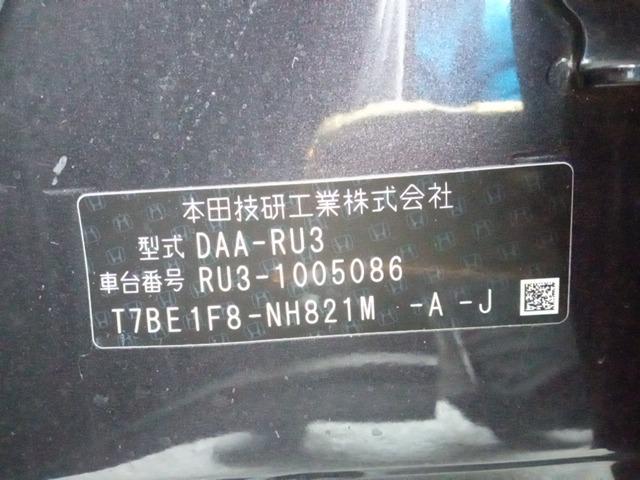 本田技研工業株式会社
型式 DAA-RU3
車台番号 RU3-1005086
T7BE1F8-NH821M -A -J